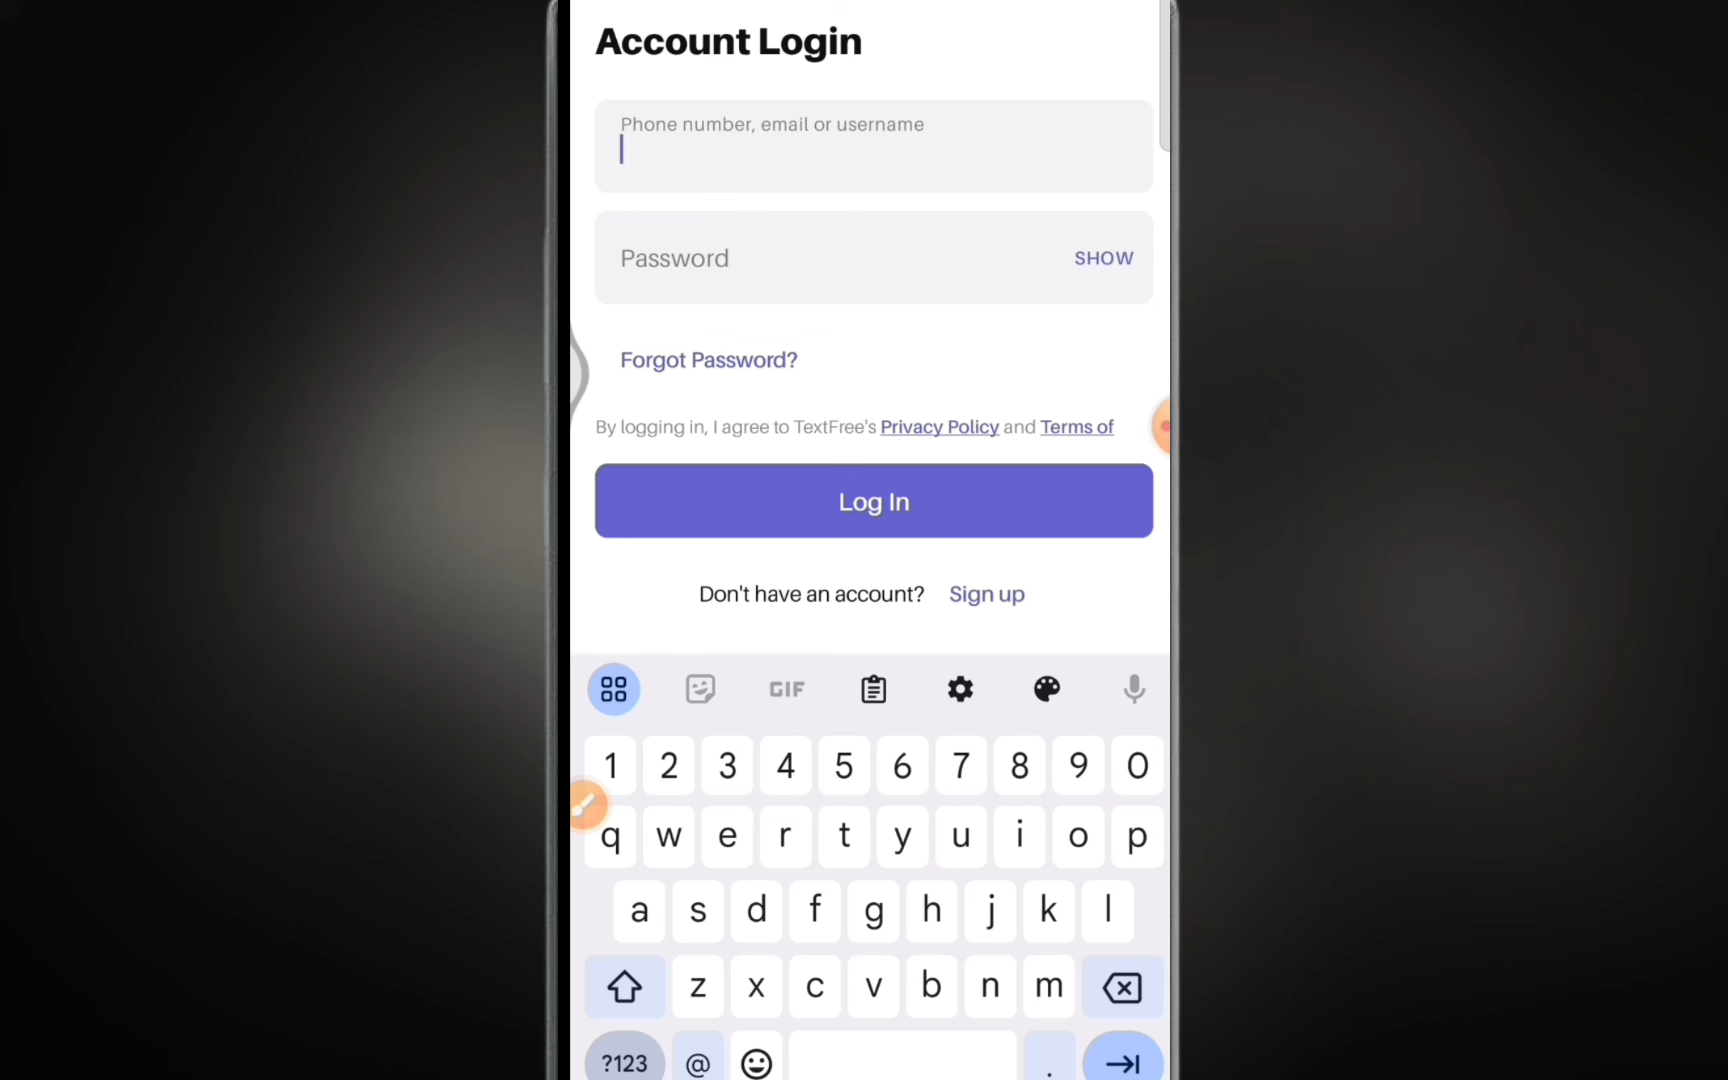 Account Login
Phone number, email or username
Password SHOW
Forgot Password?
By logging in, I agree to TextFree's Privacy Policy and Terms of
Log In
Don't have an account? Sign up
GIF
1 2 3 4 5 6 7 8 9 0
q w e r t y u i o p
a s d f g h j k l
z x c v b n m
?123 @ .